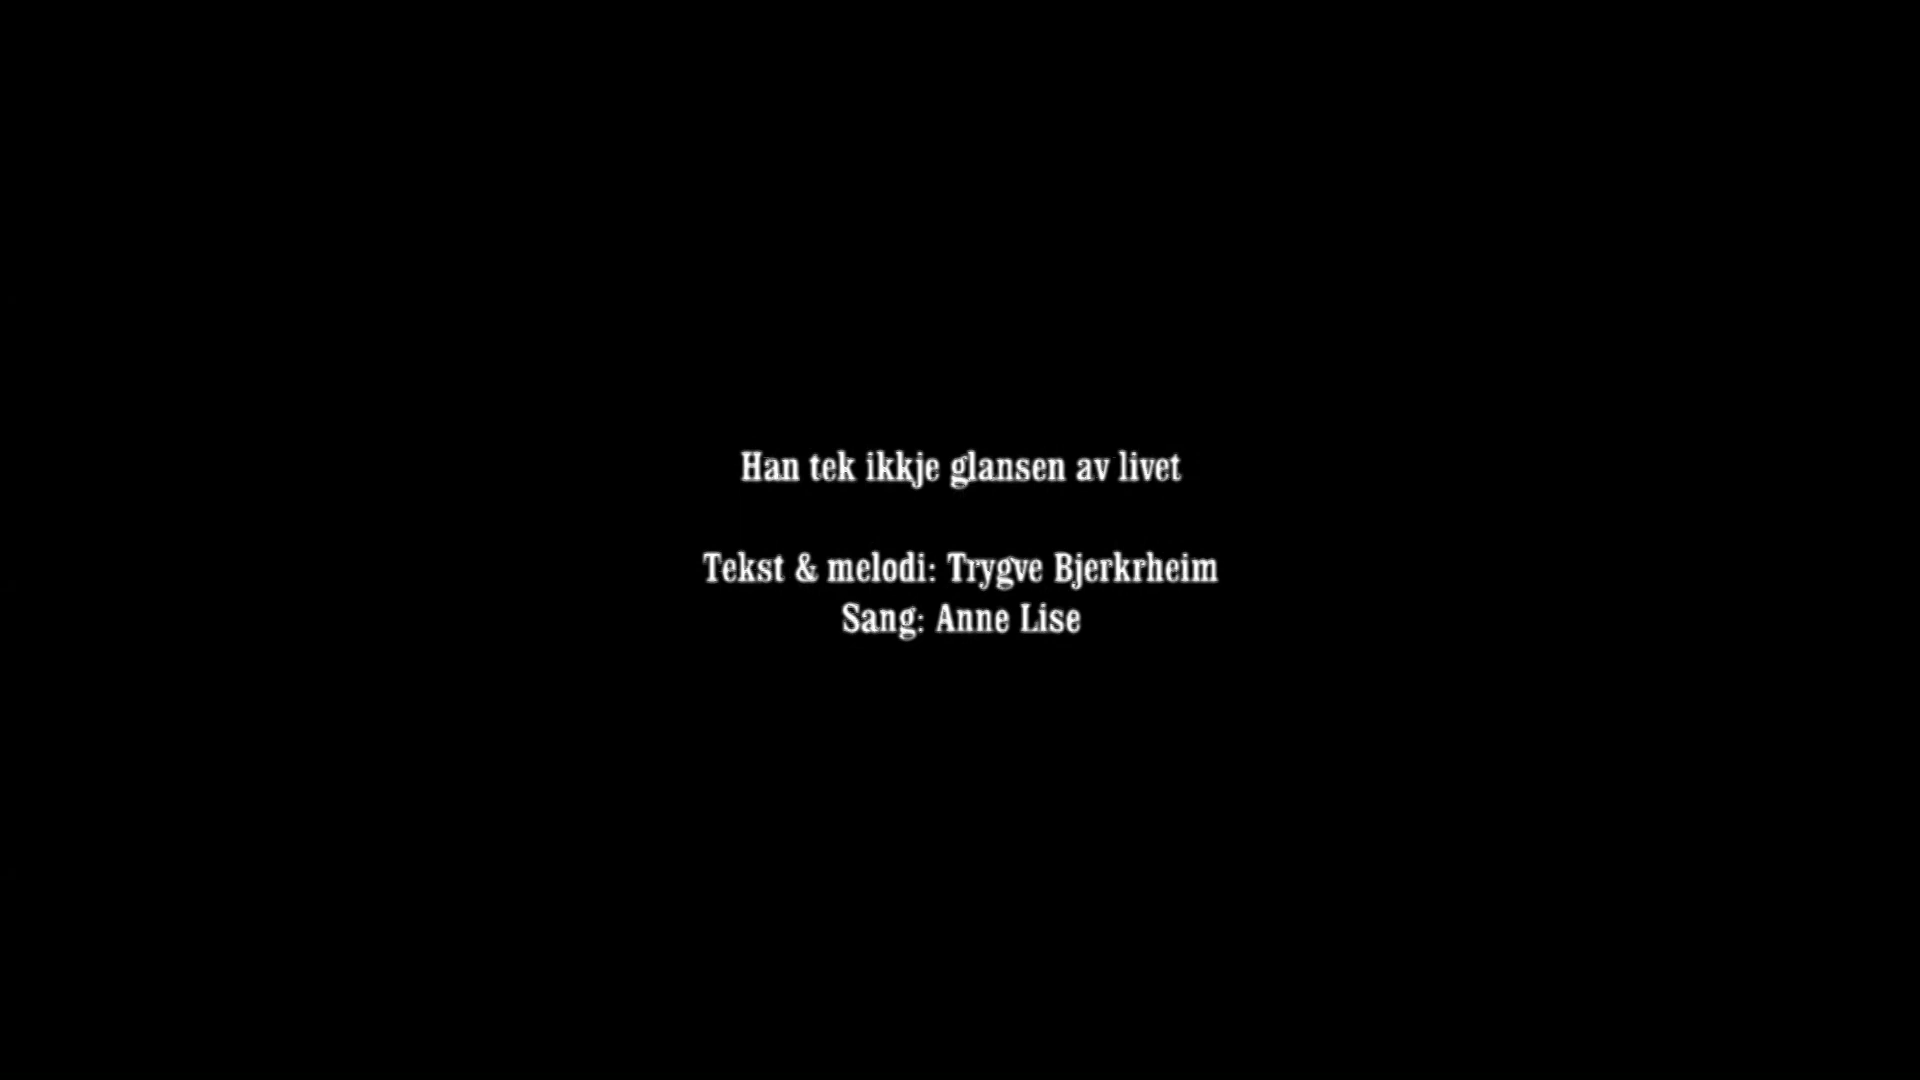 Han tek ikkje glansen av livet
Tekst & melodi: Trygve Bjerkrheim
Sang: Anne Lise